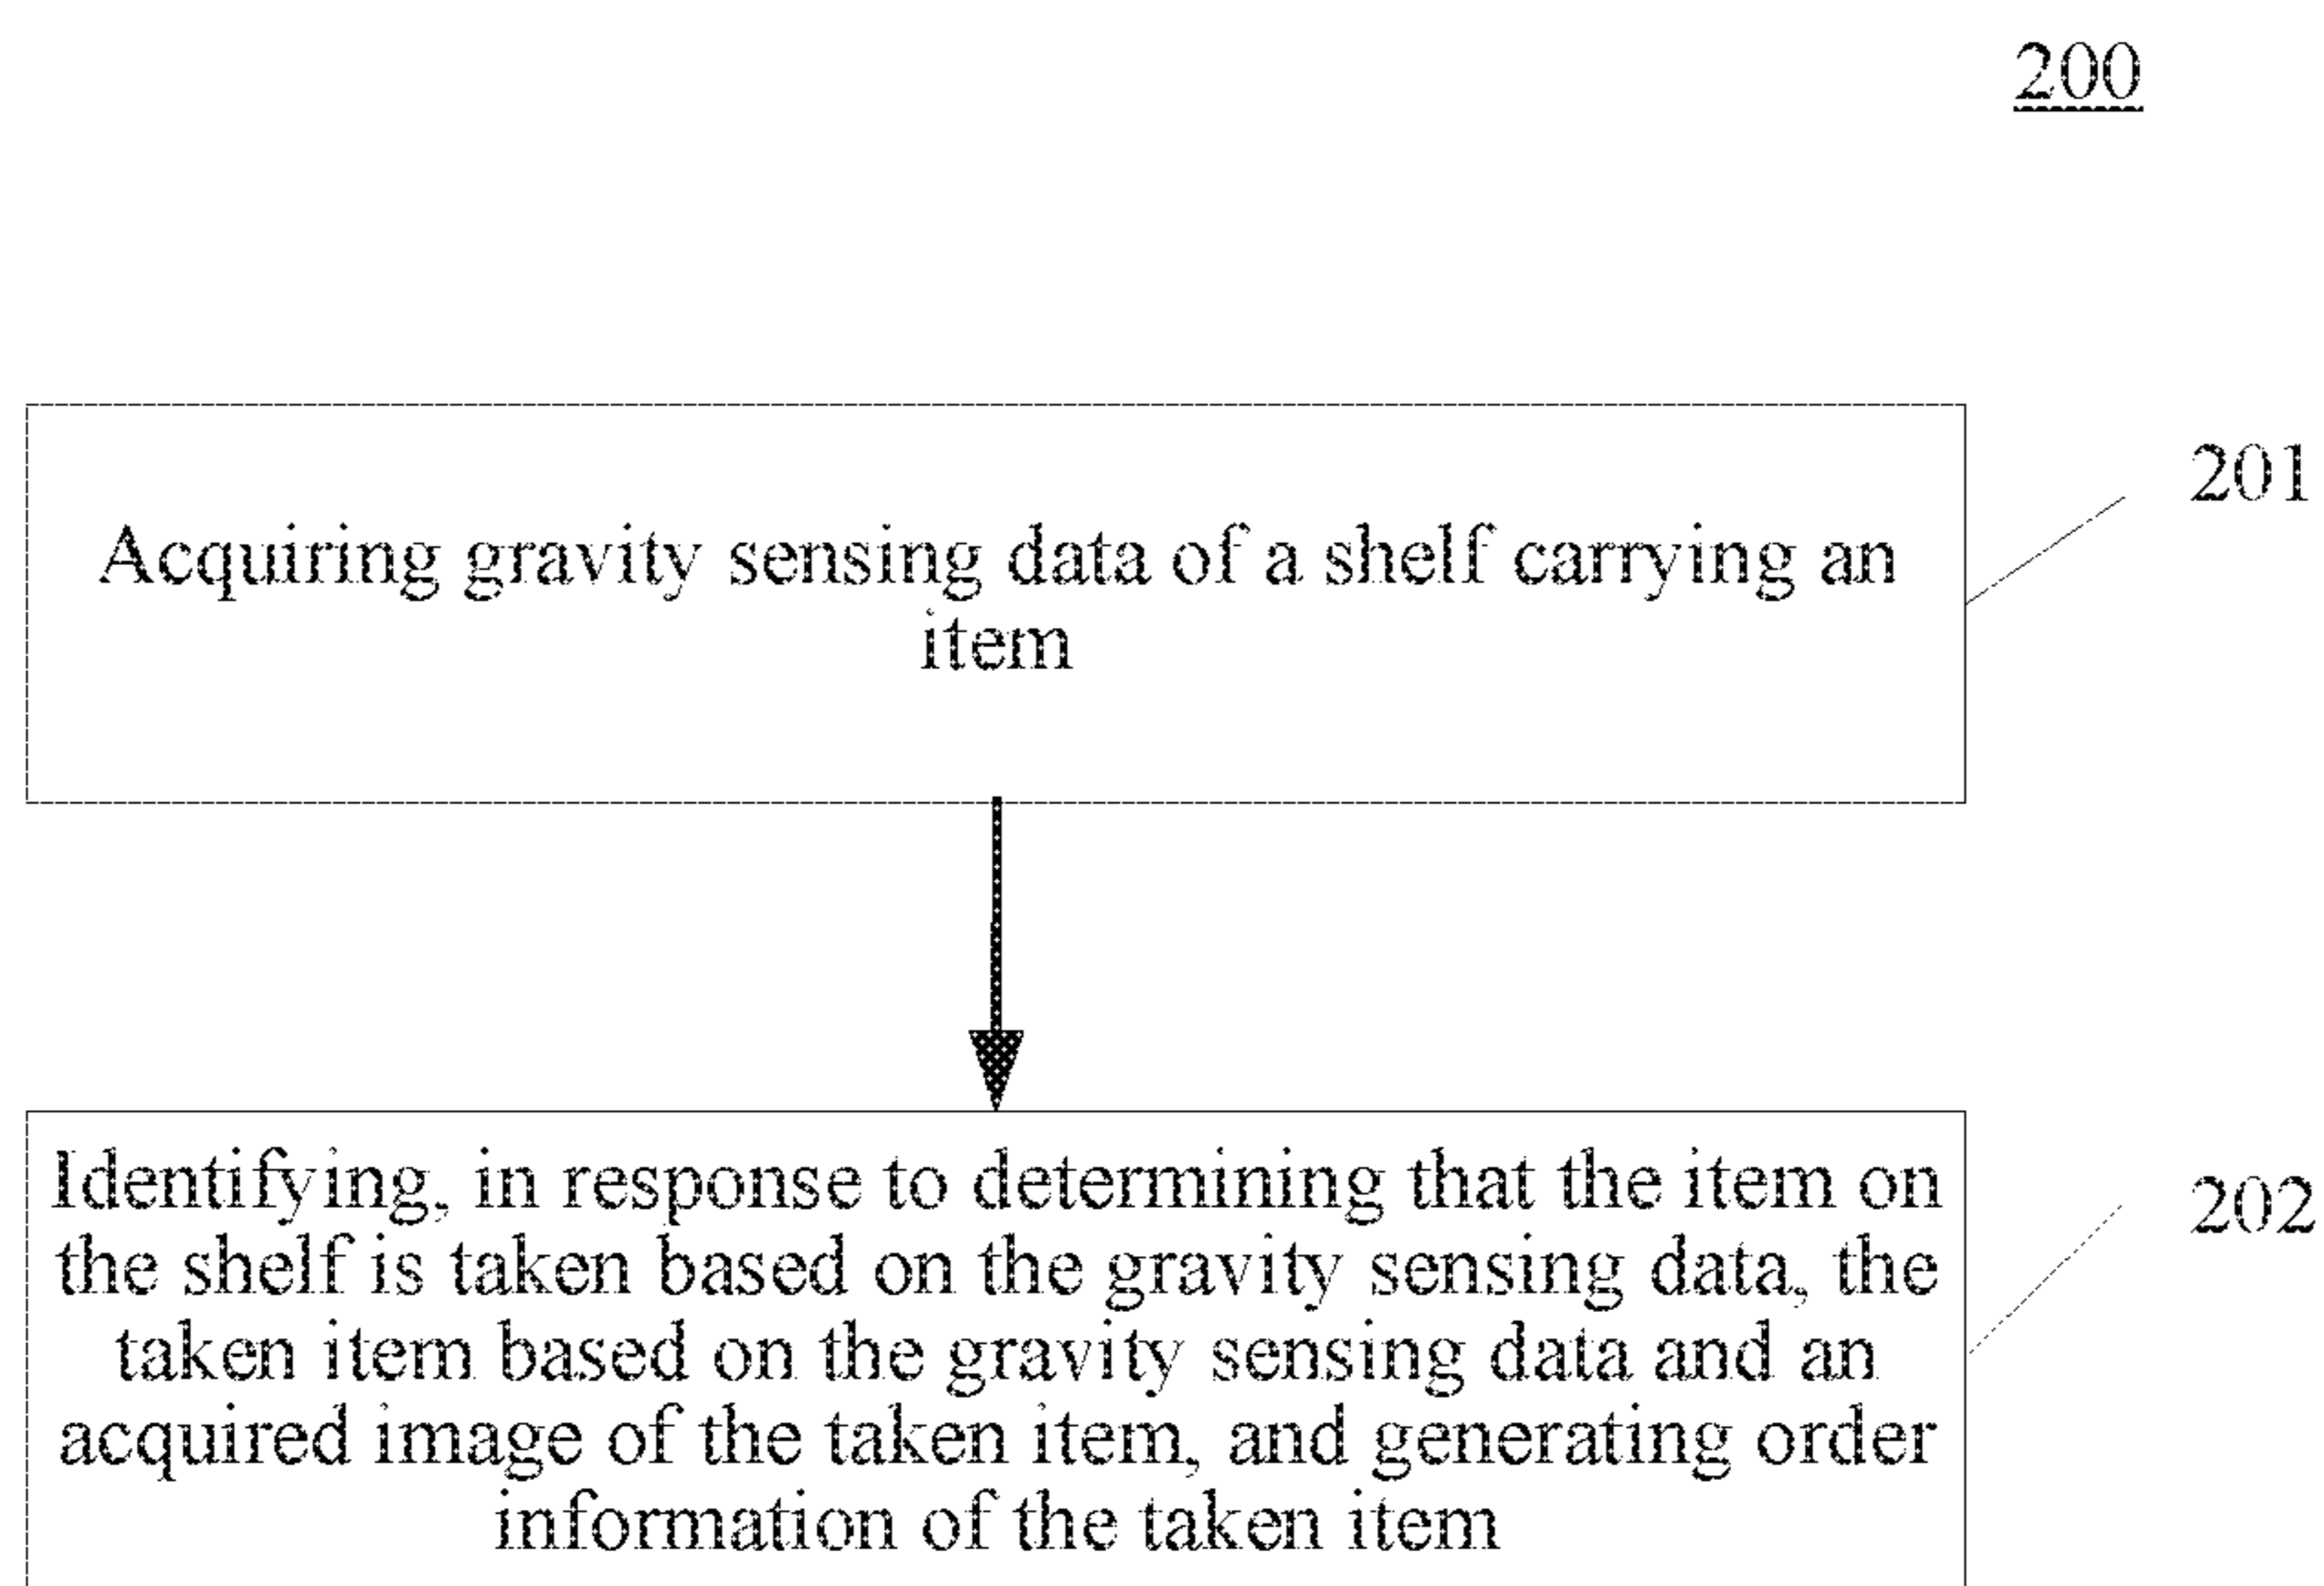 200
Acquiring gravity sensing data of a shelf carrying an
item
201
Identifying, in response to determining that the item on
the shelf is taken based on the gravity sensing data, the
taken item based on the gravity sensing data and an
acquired image of the taken item, and generating order
information of the taken item
202